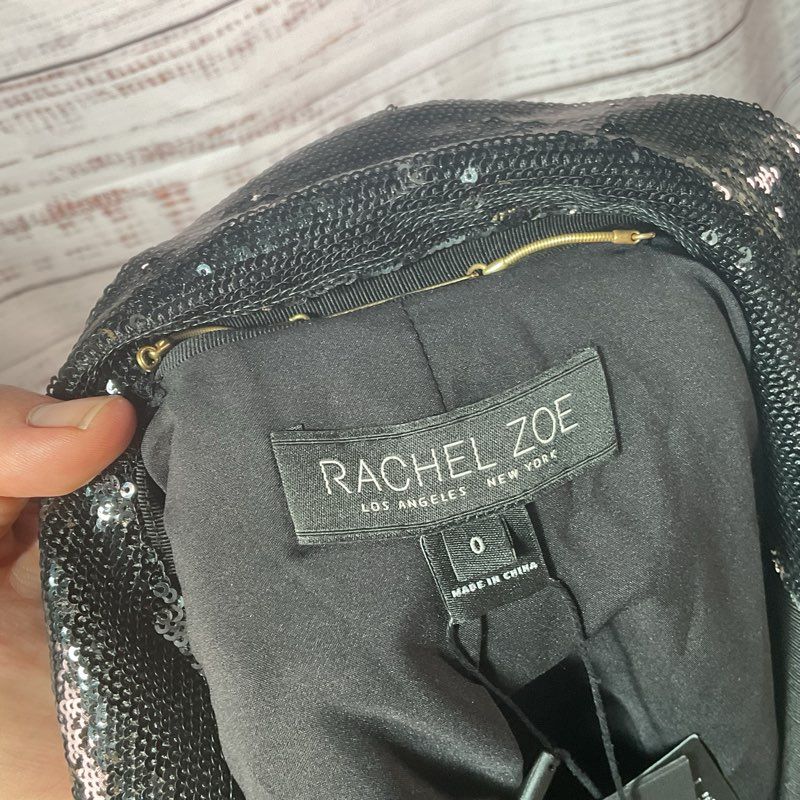 RACHEL ZOE
LOS ANGELES NEW YORK
0
MADE IN CHINA